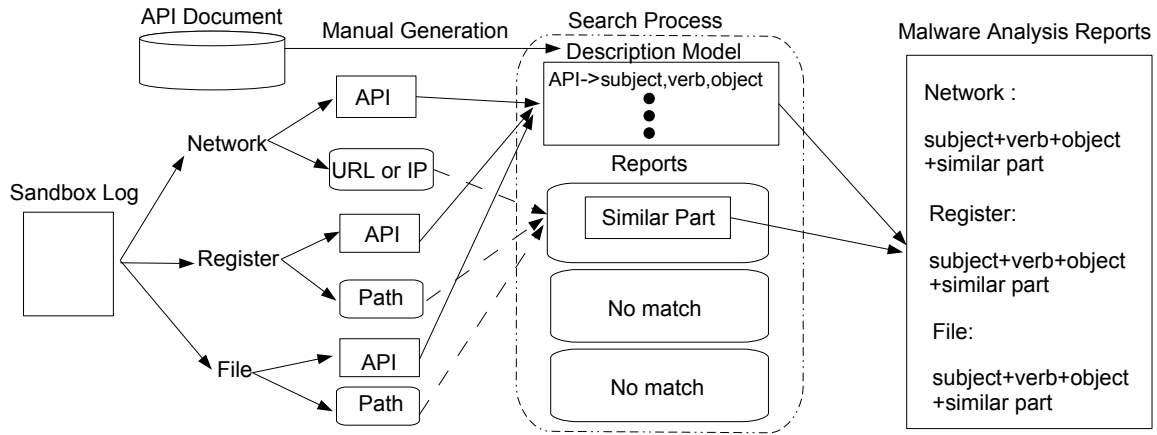 API Document
Manual Generation
Search Process
Malware Analysis Reports
Description Model
API->subject,verb,object
Sandbox Log
Network
API
URL or IP
Register
API
Path
File
API
Path
Reports
Similar Part
No match
No match
Network :
subject+verb+object
+similar part
Register:
subject+verb+object
+similar part
File:
subject+verb+object
+similar part